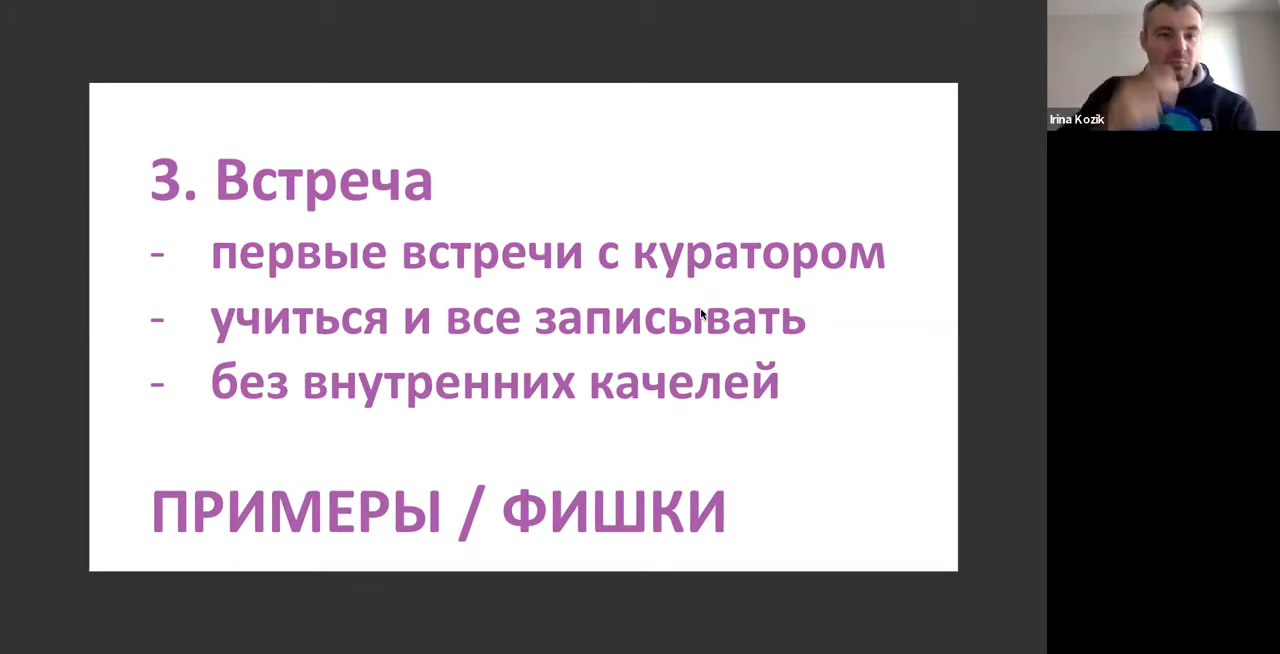 3. Встреча
- первые встречи с куратором
- учиться и все записывать
- без внутренних качелей
ПРИМЕРЫ / ФИШКИ
Irina Kozik